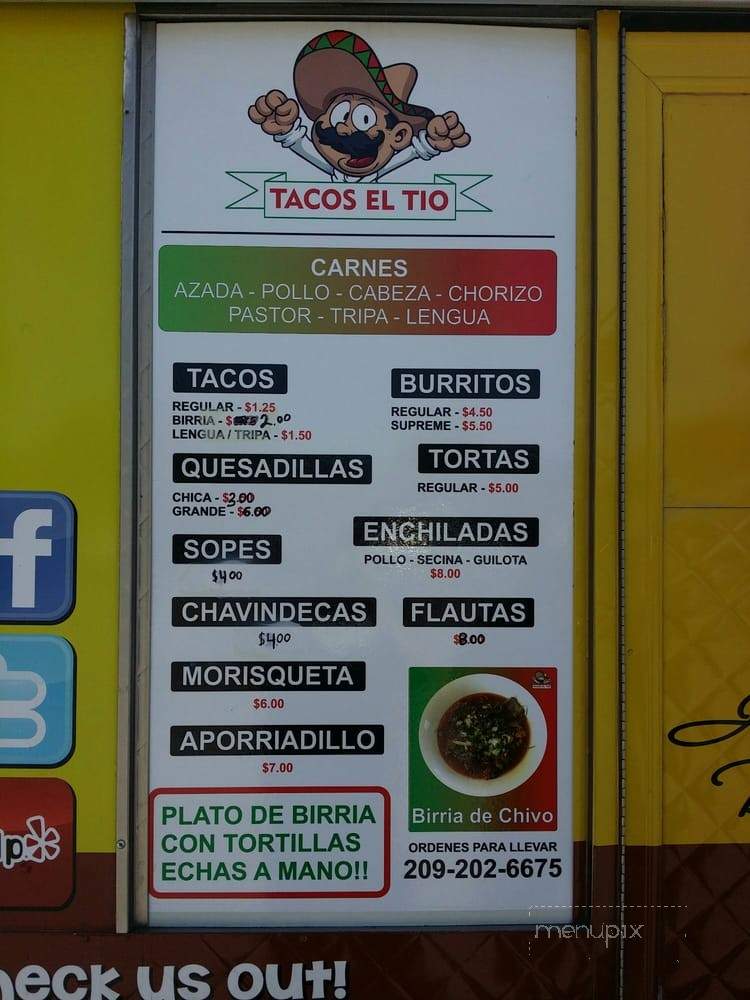 TACOS EL TIO
CARNES
AZADA - POLLO - CABEZA - CHORIZO
PASTOR - TRIPA - LENGUA
TACOS
REGULAR - $1.25
BIRRIA - $2.00
LENGUA / TRIPA - $1.50
QUESADILLAS
CHICA - $3.00
GRANDE - $6.00
SOPES
$4.00
CHAVINDECAS
$4.00
MORISQUETA
$6.00
APORRIADILLO
$7.00
PLATO DE BIRRIA
CON TORTILLAS
ECHAS A MANO!!
BURRITOS
REGULAR - $4.50
SUPREME - $5.50
TORTAS
REGULAR - $5.00
ENCHILADAS
POLLO - SECINA - GUILOTA
$8.00
FLAUTAS
$8.00
Birria de Chivo
ORDENES PARA LLEVAR
209-202-6675
menupix
heck us out!